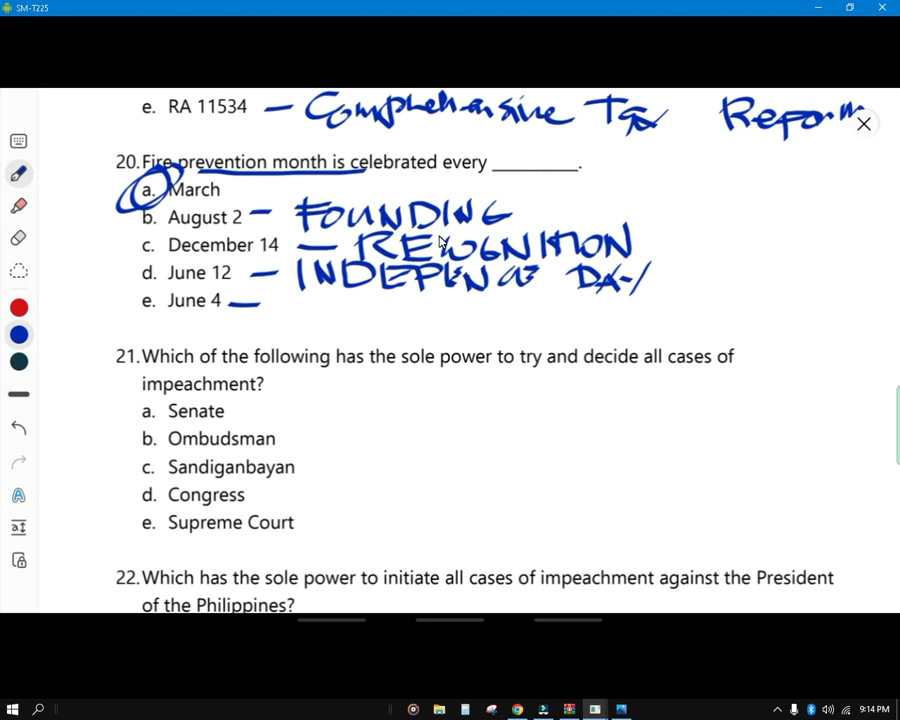 SM-T225
e. RA 11534 — Comprehensive Tax Reform
20. Fire prevention month is celebrated every _________.
a. March
b. August 2 — FOUNDING
c. December 14 — RECOGNITION
d. June 12 — INDEPENCE DAY
e. June 4 —
21. Which of the following has the sole power to try and decide all cases of
impeachment?
a. Senate
b. Ombudsman
c. Sandiganbayan
d. Congress
e. Supreme Court
22. Which has the sole power to initiate all cases of impeachment against the President
of the Philippines?
9:14 PM